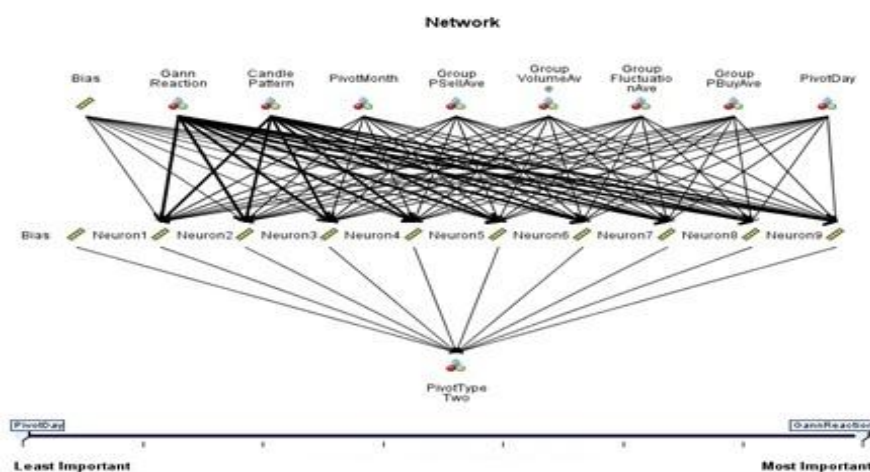 Network
Bias
Gann
Reaction
Candle
Pattern
PivotMonth
Group
PSellAve
Group
VolumeAv
e
Group
Fluctuatio
nAve
Group
PBuyAve
PivotDay
Bias Neuron1 Neuron2 Neuron3 Neuron4 Neuron5 Neuron6 Neuron7 Neuron8 Neuron9
PivotType
Two
PivotDay GannReaction
Least Important Most Important